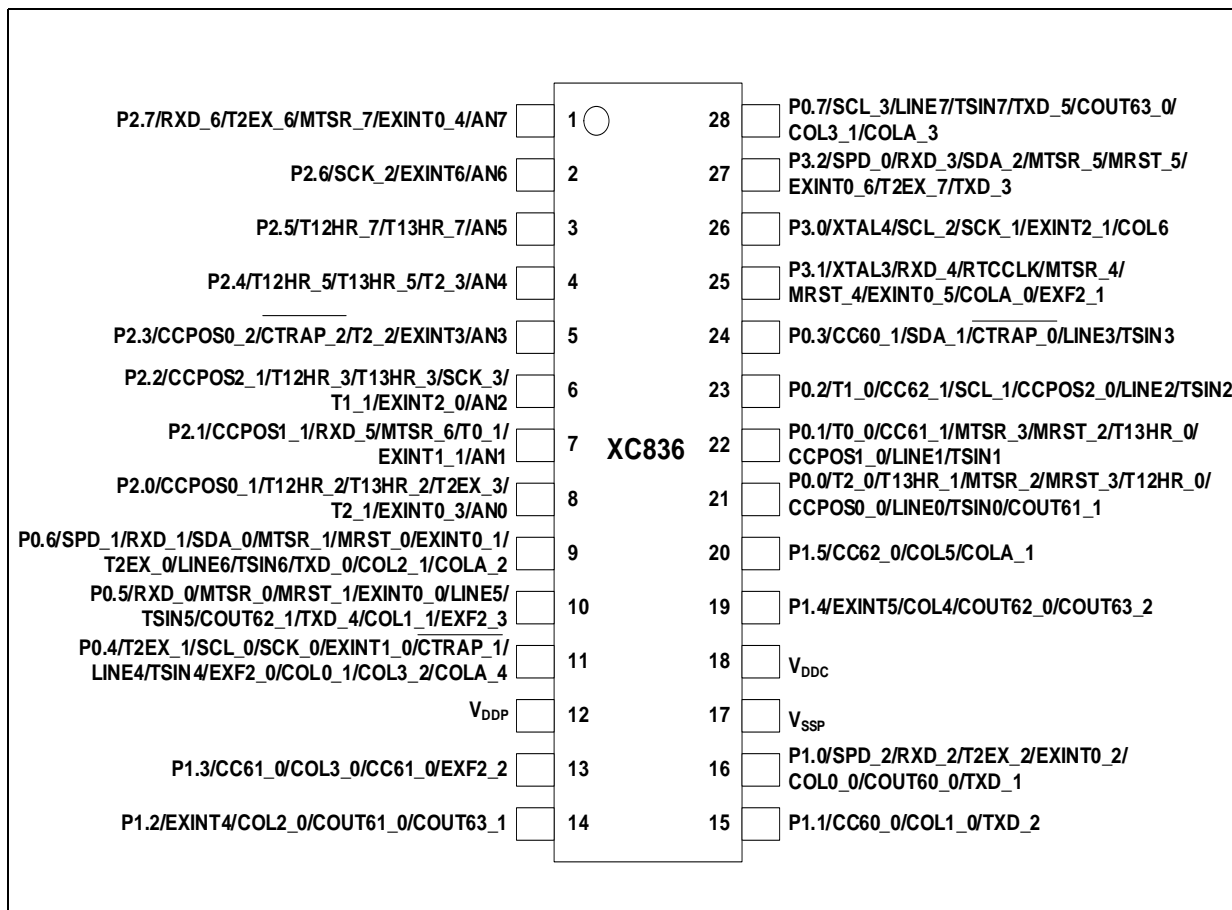 P2.7/RXD_6/T2EX_6/MTSR_7/EXINT0_4/AN7
1
28
P0.7/SCL_3/LINE7/TSIN7/TXD_5/COUT63_0/
COL3_1/COLA_3
P2.6/SCK_2/EXINT6/AN6
2
27
P3.2/SPD_0/RXD_3/SDA_2/MTSR_5/MRST_5/
EXINT0_6/T2EX_7/TXD_3
P2.5/T12HR_7/T13HR_7/AN5
3
26
P3.0/XTAL4/SCL_2/SCK_1/EXINT2_1/COL6
P2.4/T12HR_5/T13HR_5/T2_3/AN4
4
25
P3.1/XTAL3/RXD_4/RTCCLK/MTSR_4/
MRST_4/EXINT0_5/COLA_0/EXF2_1
P2.3/CCPOS0_2/CTRAP_2/T2_2/EXINT3/AN3
5
24
P0.3/CC60_1/SDA_1/CTRAP_0/LINE3/TSIN3
P2.2/CCPOS2_1/T12HR_3/T13HR_3/SCK_3/
T1_1/EXINT2_0/AN2
6
23
P0.2/T1_0/CC62_1/SCL_1/CCPOS2_0/LINE2/TSIN2
P2.1/CCPOS1_1/RXD_5/MTSR_6/T0_1/
EXINT1_1/AN1
7
XC836
22
P0.1/T0_0/CC61_1/MTSR_3/MRST_2/T13HR_0/
CCPOS1_0/LINE1/TSIN1
P2.0/CCPOS0_1/T12HR_2/T13HR_2/T2EX_3/
T2_1/EXINT0_3/AN0
8
21
P0.0/T2_0/T13HR_1/MTSR_2/MRST_3/T12HR_0/
CCPOS0_0/LINE0/TSIN0/COUT61_1
P0.6/SPD_1/RXD_1/SDA_0/MTSR_1/MRST_0/EXINT0_1/
T2EX_0/LINE6/TSIN6/TXD_0/COL2_1/COLA_2
9
20
P1.5/CC62_0/COL5/COLA_1
P0.5/RXD_0/MTSR_0/MRST_1/EXINT0_0/LINE5/
TSIN5/COUT62_1/TXD_4/COL1_1/EXF2_3
10
19
P1.4/EXINT5/COL4/COUT62_0/COUT63_2
P0.4/T2EX_1/SCL_0/SCK_0/EXINT1_0/CTRAP_1/
LINE4/TSIN4/EXF2_0/COL0_1/COL3_2/COLA_4
11
18
VDDC
VDDP
12
17
VSSP
P1.3/CC61_0/COL3_0/CC61_0/EXF2_2
13
16
P1.0/SPD_2/RXD_2/T2EX_2/EXINT0_2/
COL0_0/COUT60_0/TXD_1
P1.2/EXINT4/COL2_0/COUT61_0/COUT63_1
14
15
P1.1/CC60_0/COL1_0/TXD_2